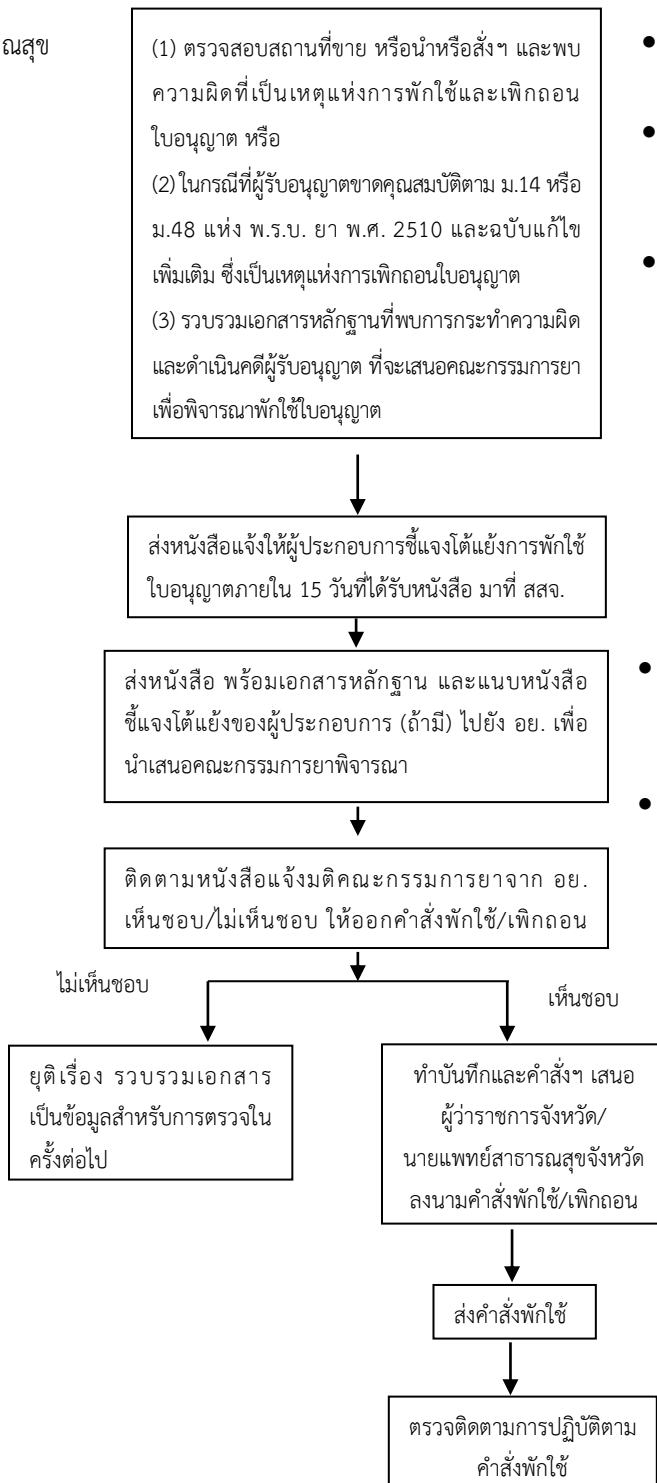 ณสุข
(1) ตรวจสอบสถานที่ขาย หรือนำหรือสั่งฯ และพบ
ความผิดที่เป็นเหตุแห่งการพักใช้และเพิกถอน
ใบอนุญาต หรือ
(2) ในกรณีที่ผู้รับอนุญาตขาดคุณสมบัติตาม ม.14 หรือ
ม.48 แห่ง พ.ร.บ. ยา พ.ศ. 2510 และฉบับแก้ไข
เพิ่มเติม ซึ่งเป็นเหตุแห่งการเพิกถอนใบอนุญาต
(3) รวบรวมเอกสารหลักฐานที่พบการกระทำความผิด
และดำเนินคดีผู้รับอนุญาต ที่จะเสนอคณะกรรมการยา
เพื่อพิจารณาพักใช้ใบอนุญาต
ส่งหนังสือแจ้งให้ผู้ประกอบการชี้แจงโต้แย้งการพักใช้
ใบอนุญาตภายใน 15 วันที่ได้รับหนังสือ มาที่ สสจ.
ส่งหนังสือ พร้อมเอกสารหลักฐาน และแนบหนังสือ
ชี้แจงโต้แย้งของผู้ประกอบการ (ถ้ามี) ไปยัง อย. เพื่อ
นำเสนอคณะกรรมการยาพิจารณา
ติดตามหนังสือแจ้งมติคณะกรรมการยาจาก อย.
เห็นชอบ/ไม่เห็นชอบ ให้ออกคำสั่งพักใช้/เพิกถอน
ไม่เห็นชอบ
เห็นชอบ
ยุติเรื่อง รวบรวมเอกสาร
เป็นข้อมูลสำหรับการตรวจใน
ครั้งต่อไป
ทำบันทึกและคำสั่งฯ เสนอ
ผู้ว่าราชการจังหวัด/
นายแพทย์สาธารณสุขจังหวัด
ลงนามคำสั่งพักใช้/เพิกถอน
ส่งคำสั่งพักใช้
ตรวจติดตามการปฏิบัติตาม
คำสั่งพักใช้